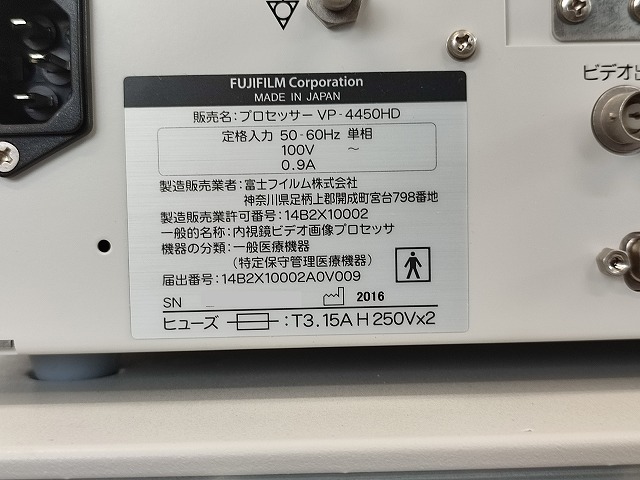 FUJIFILM Corporation
MADE IN JAPAN
販売名:プロセッサー VP-4450HD
定格入力 50-60Hz 単相
100V ~
0.9A
製造販売業者:富士フイルム株式会社
神奈川県足柄上郡開成町宮台798番地
製造販売業許可番号:14B2X10002
一般的名称:内視鏡ビデオ画像プロセッサ
機器の分類:一般医療機器
(特定保守管理医療機器)
届出番号:14B2X10002A0V009
SN
2016
ヒューズ :T3.15A H 250Vx2
ビデオ出